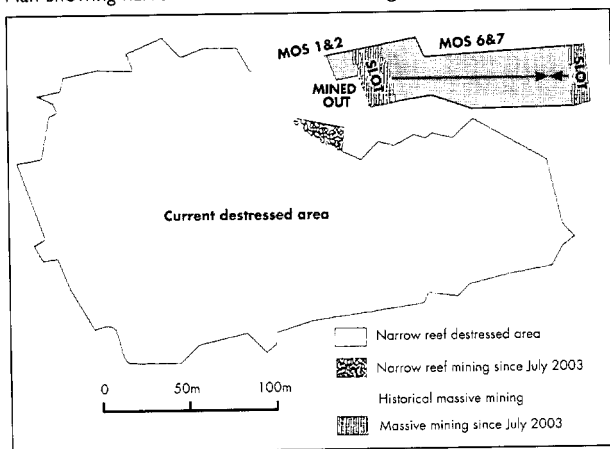 MOS 1&2
MOS 6&7
SLOT
MINED
OUT
SLOT
Current destressed area
Narrow reef destressed area
Narrow reef mining since July 2003
Historical massive mining
Massive mining since July 2003
0 50m 100m